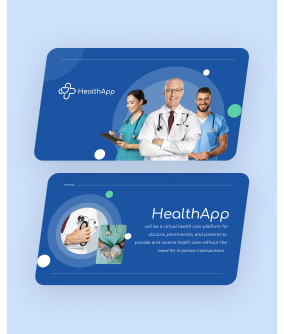 HealthApp
HealthApp
will be a virtual health care platform for
doctors, pharmacists, and patients to
provide and receive health care without the
need for in-person transactions.